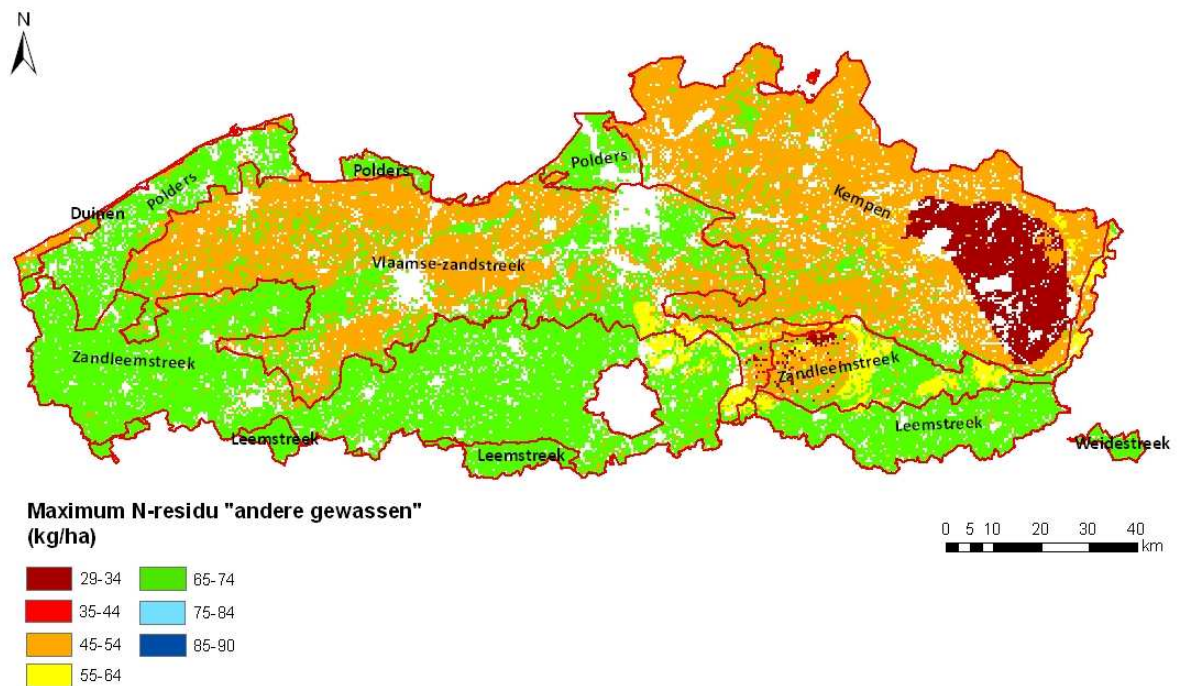 N
Polders
Polders
Polders
Duinen
Kempen
Vlaamse-zandstreek
Zandleemstreek
Zandleemstreek
Leemstreek
Leemstreek
Leemstreek
Weidestreek
Maximum N-residu "andere gewassen"
(kg/ha)
29-34
65-74
35-44
75-84
45-54
85-90
55-64
0 5 10 20 30 40
km